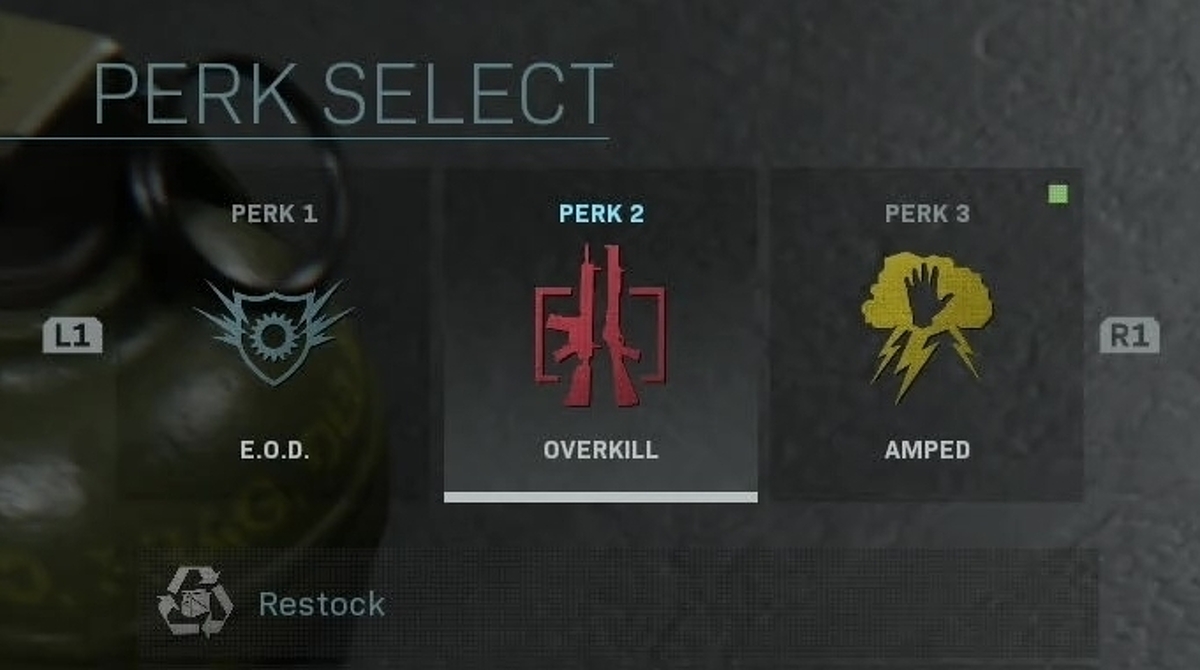 PERK SELECT
PERK 1
PERK 2
PERK 3
L1
R1
E.O.D.
OVERKILL
AMPED
Restock